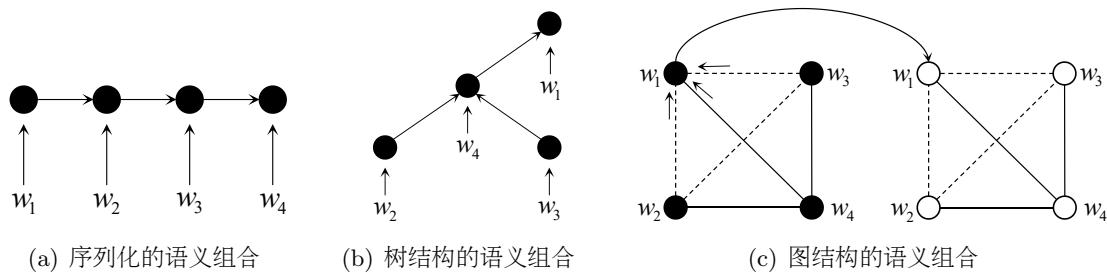 w₁ w₂ w₃ w₄
(a) 序列化的语义组合
w₁
w₄
w₂
w₃
(b) 树结构的语义组合
w₁ w₃ w₁ w₃
w₂ w₄ w₂ w₄
(c) 图结构的语义组合